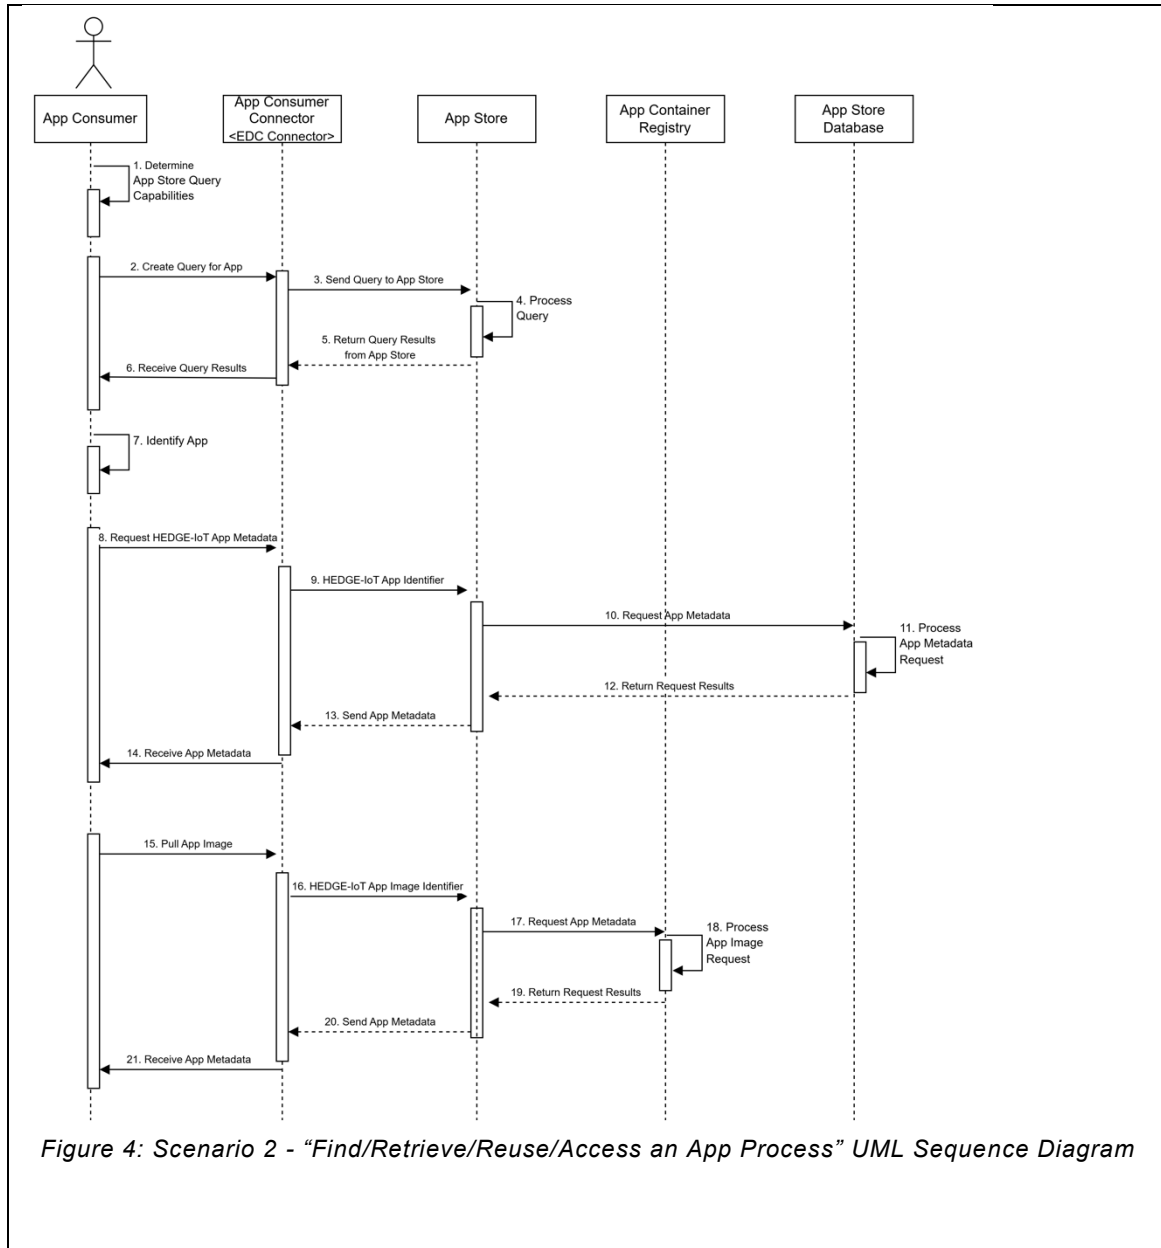 App Consumer
App Consumer
Connector
<EDC Connector>
App Store
App Container
Registry
App Store
Database
1. Determine
App Store Query
Capabilities
2. Create Query for App
3. Send Query to App Store
4. Process
Query
5. Return Query Results
from App Store
6. Receive Query Results
7. Identify App
8. Request HEDGE-IoT App Metadata
9. HEDGE-IoT App Identifier
10. Request App Metadata
11. Process
App Metadata
Request
12. Return Request Results
13. Send App Metadata
14. Receive App Metadata
15. Pull App Image
16. HEDGE-IoT App Image Identifier
17. Request App Metadata
18. Process
App Image
Request
19. Return Request Results
20. Send App Metadata
21. Receive App Metadata
Figure 4: Scenario 2 - “Find/Retrieve/Reuse/Access an App Process” UML Sequence Diagram